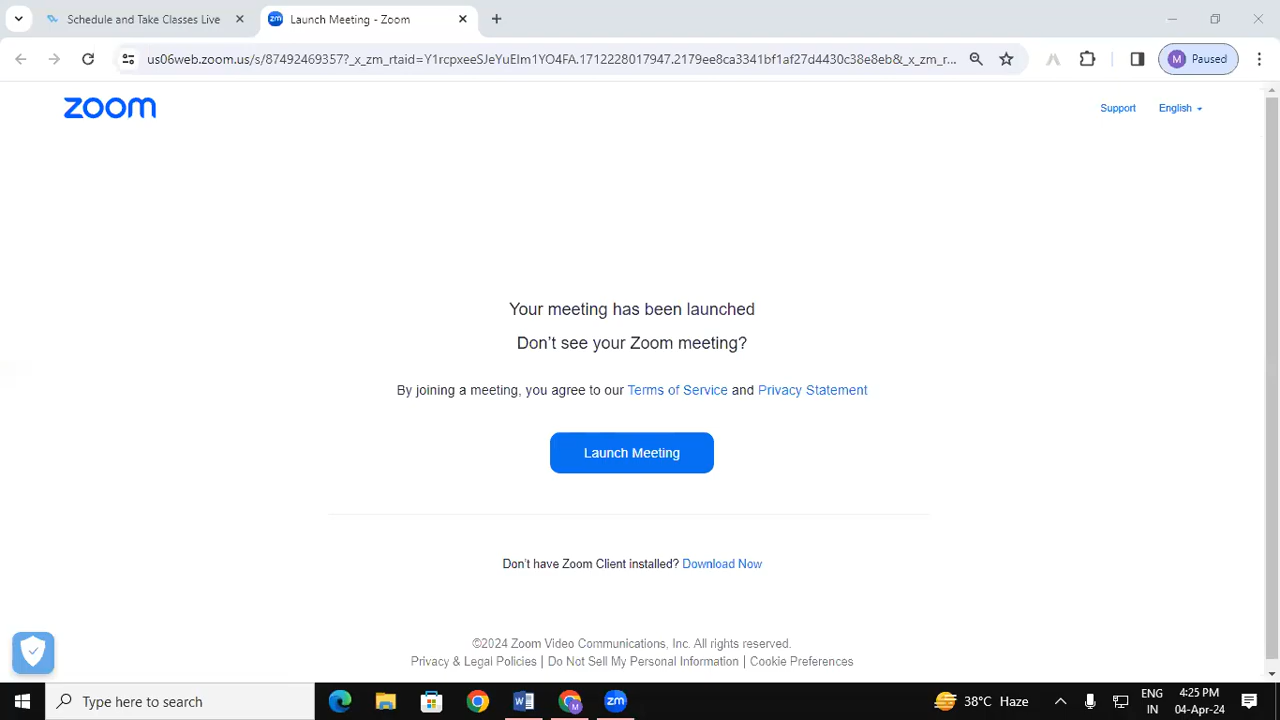 Schedule and Take Classes Live
zm Launch Meeting - Zoom
us06web.zoom.us/s/87492469357?_x_zm_rtaid=Y1rcpxeeSJeYuEIm1YO4FA.1712228017947.2179ee8ca3341bf1af27d4430c38e8eb&_x_zm_r...
M Paused
zoom
Support English
Your meeting has been launched
Don't see your Zoom meeting?
By joining a meeting, you agree to our Terms of Service and Privacy Statement
Launch Meeting
Don't have Zoom Client installed? Download Now
©2024 Zoom Video Communications, Inc. All rights reserved.
Privacy & Legal Policies | Do Not Sell My Personal Information | Cookie Preferences
Type here to search
W
M
zm
38°C Haze
ENG
IN
4:25 PM
04-Apr-24